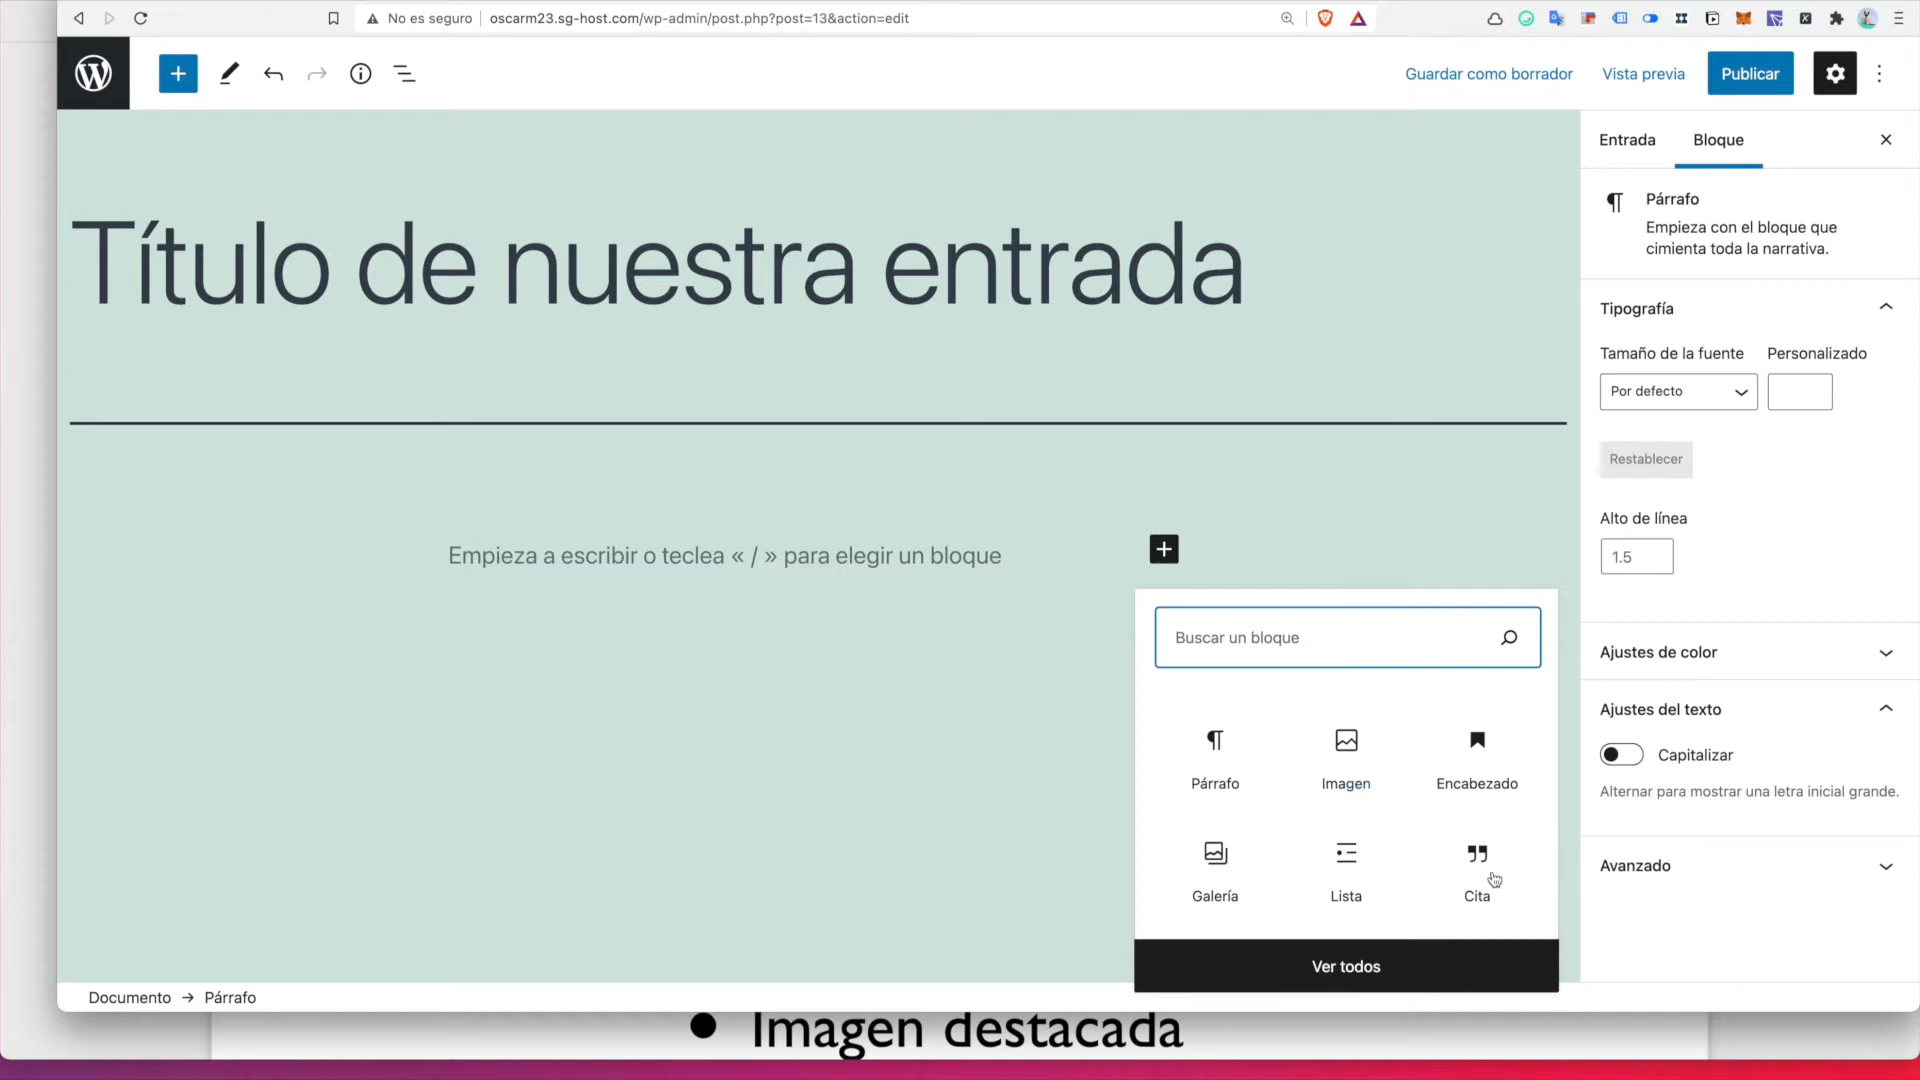 No es seguro
oscarm23.sg-host.com/wp-admin/post.php?post=13&action=edit
Guardar como borrador
Vista previa
Publicar
Entrada
Bloque
Título de nuestra entrada
Párrafo
Empieza con el bloque que
cimienta toda la narrativa.
Tipografía
Tamaño de la fuente
Personalizado
Por defecto
Restablecer
Alto de línea
1.5
Empieza a escribir o teclea « / » para elegir un bloque
Buscar un bloque
Párrafo
Imagen
Encabezado
Galería
Lista
Cita
Ver todos
Ajustes de color
Ajustes del texto
Capitalizar
Alternar para mostrar una letra inicial grande.
Avanzado
Documento → Párrafo
• Imagen destacada